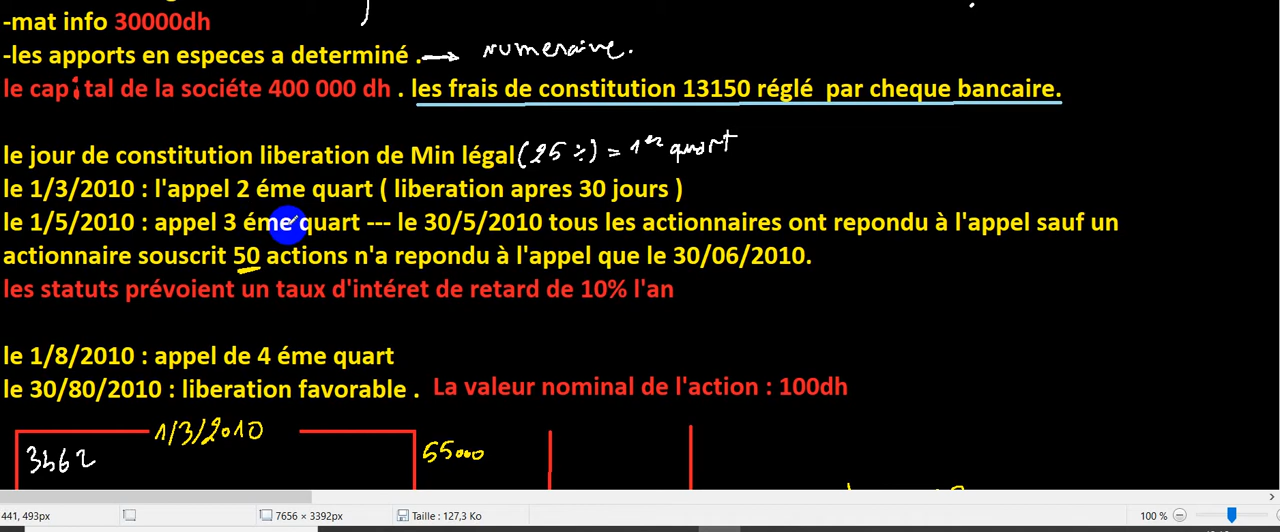 -mat info 30000dh
-les apports en especes a determiné . → numeraire.
le capital de la sociéte 400 000 dh . les frais de constitution 13150 réglé par cheque bancaire.
le jour de constitution liberation de Min légal (25 %) = 1er quart
le 1/3/2010 : l'appel 2 éme quart ( liberation apres 30 jours )
le 1/5/2010 : appel 3 éme quart --- le 30/5/2010 tous les actionnaires ont repondu à l'appel sauf un
actionnaire souscrit 50 actions n'a repondu à l'appel que le 30/06/2010.
les statuts prévoient un taux d'intéret de retard de 10% l'an
le 1/8/2010 : appel de 4 éme quart
le 30/80/2010 : liberation favorable . La valeur nominal de l'action : 100dh
1/3/2010
3462 55000
441, 493px 7656 × 3392px Taille : 127,3 Ko 100 %